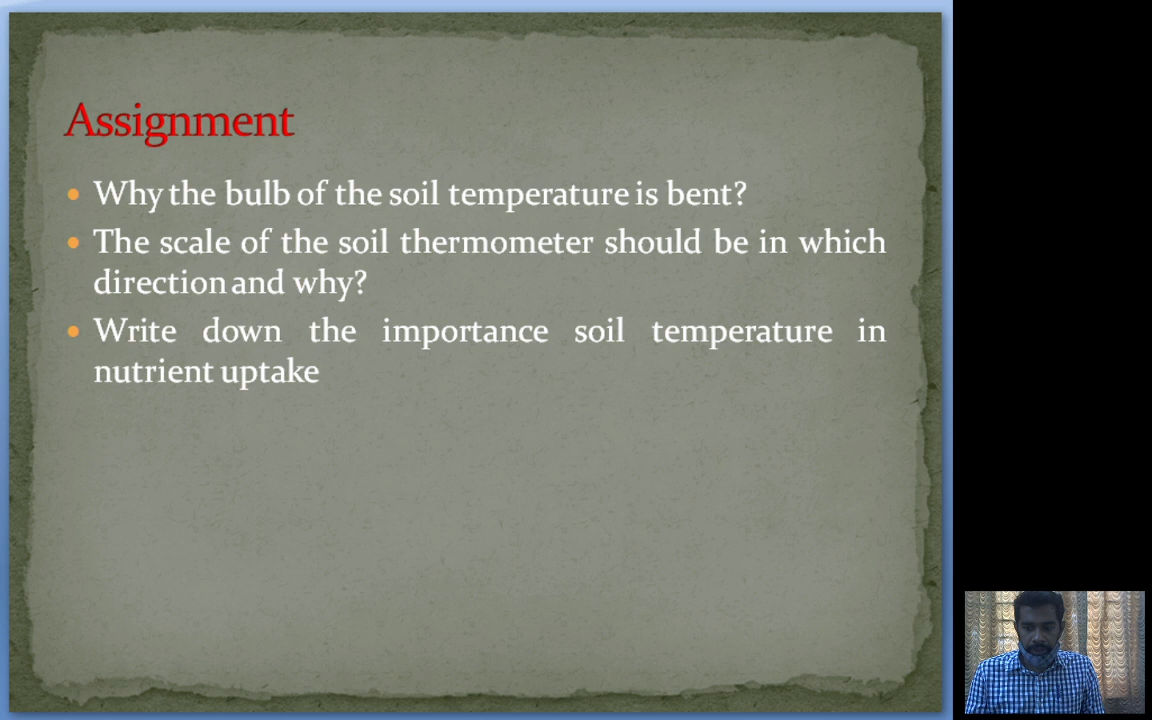 Assignment
Why the bulb of the soil temperature is bent?
The scale of the soil thermometer should be in which
direction and why?
Write down the importance soil temperature in
nutrient uptake